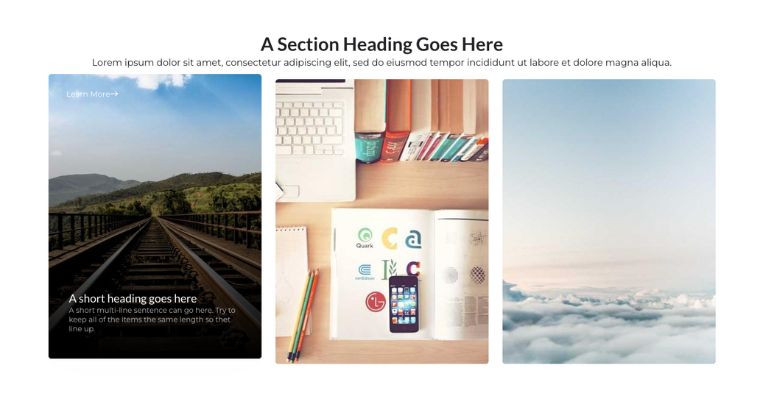 A Section Heading Goes Here
Lorem ipsum dolor sit amet, consectetur adipiscing elit, sed do eiusmod tempor incididunt ut labore et dolore magna aliqua.
Learn More→
A short heading goes here
A short multi-line sentence can go here. Try to
keep all of the items the same length so thet
line up.
Quark
C a
C
LG